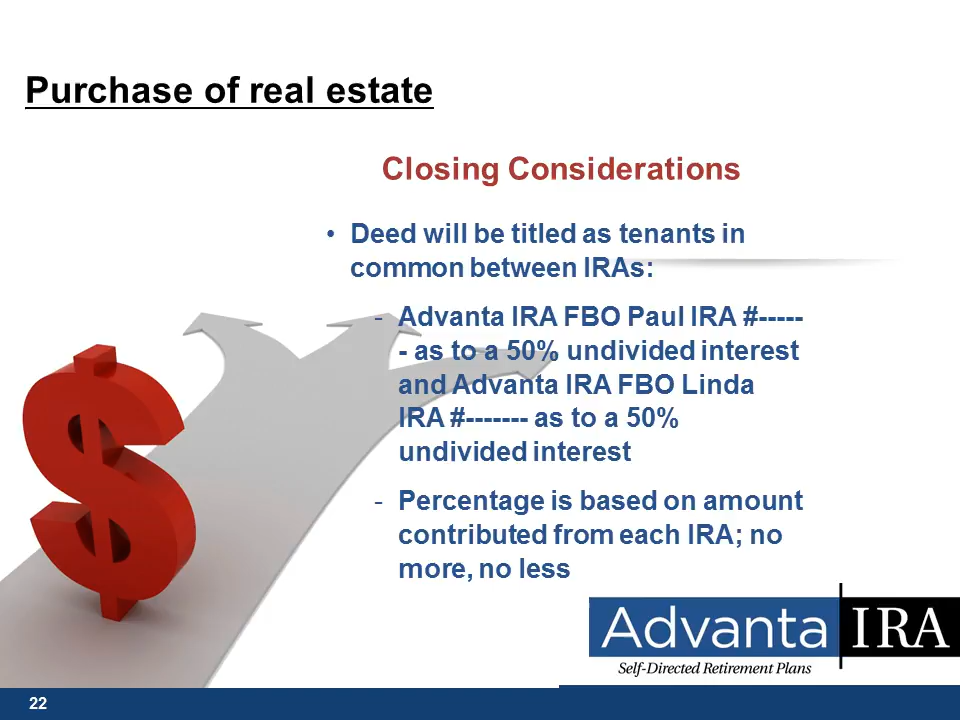 Purchase of real estate
Closing Considerations
• Deed will be titled as tenants in
common between IRAs:
- Advanta IRA FBO Paul IRA #-----
- as to a 50% undivided interest
and Advanta IRA FBO Linda
IRA #------- as to a 50%
undivided interest
- Percentage is based on amount
contributed from each IRA; no
more, no less
Advanta IRA
Self-Directed Retirement Plans
22